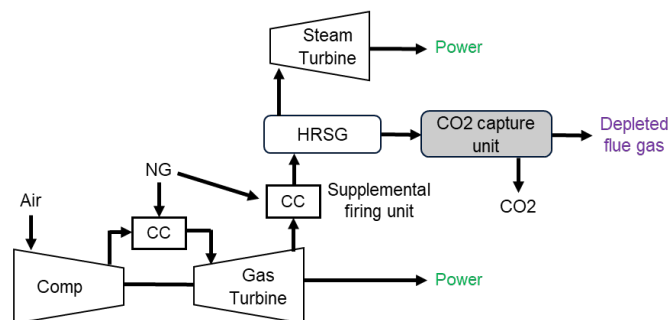 Steam
Turbine
Power
HRSG
CO2 capture
unit
Depleted
flue gas
NG
CC
Supplemental
firing unit
CO2
Air
CC
Comp
Gas
Turbine
Power